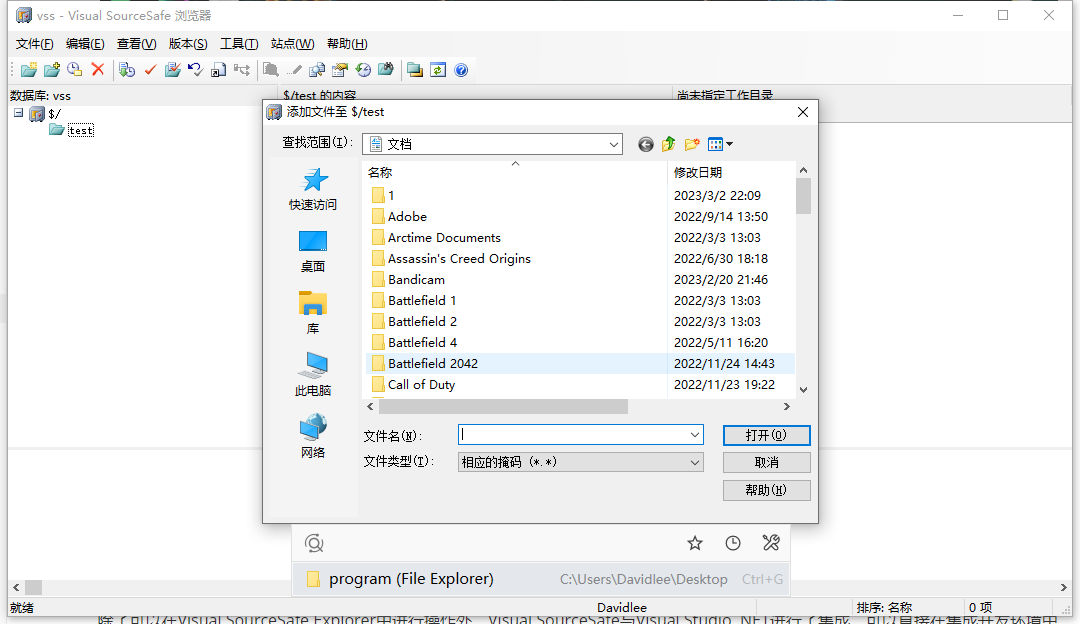 vss - Visual SourceSafe 浏览器
文件(F) 编辑(E) 查看(V) 版本(S) 工具(T) 站点(W) 帮助(H)
数据库: vss
$/test 的内容
尚未指定工作目录
$/
test
添加文件至 $/test
查找范围(I):
文档
快速访问
桌面
库
此电脑
网络
名称 修改日期
1 2023/3/2 22:09
Adobe 2022/9/14 13:50
Arctime Documents 2022/3/3 13:03
Assassin's Creed Origins 2022/6/30 18:18
Bandicam 2023/2/20 21:46
Battlefield 1 2022/3/3 13:03
Battlefield 2 2022/3/3 13:03
Battlefield 4 2022/5/11 16:20
Battlefield 2042 2022/11/24 14:43
Call of Duty 2022/11/23 19:22
文件名(N): 打开(O)
文件类型(T): 相应的掩码 (*.*) 取消
帮助(H)
program (File Explorer) C:\Users\Davidlee\Desktop Ctrl+G
就绪 Davidlee 排序: 名称 0 项
除了可以在Visual SourceSafe Explorer中进行操作外，Visual SourceSafe与Visual Studio .NET进行了集成，可以直接在集成开发环境中